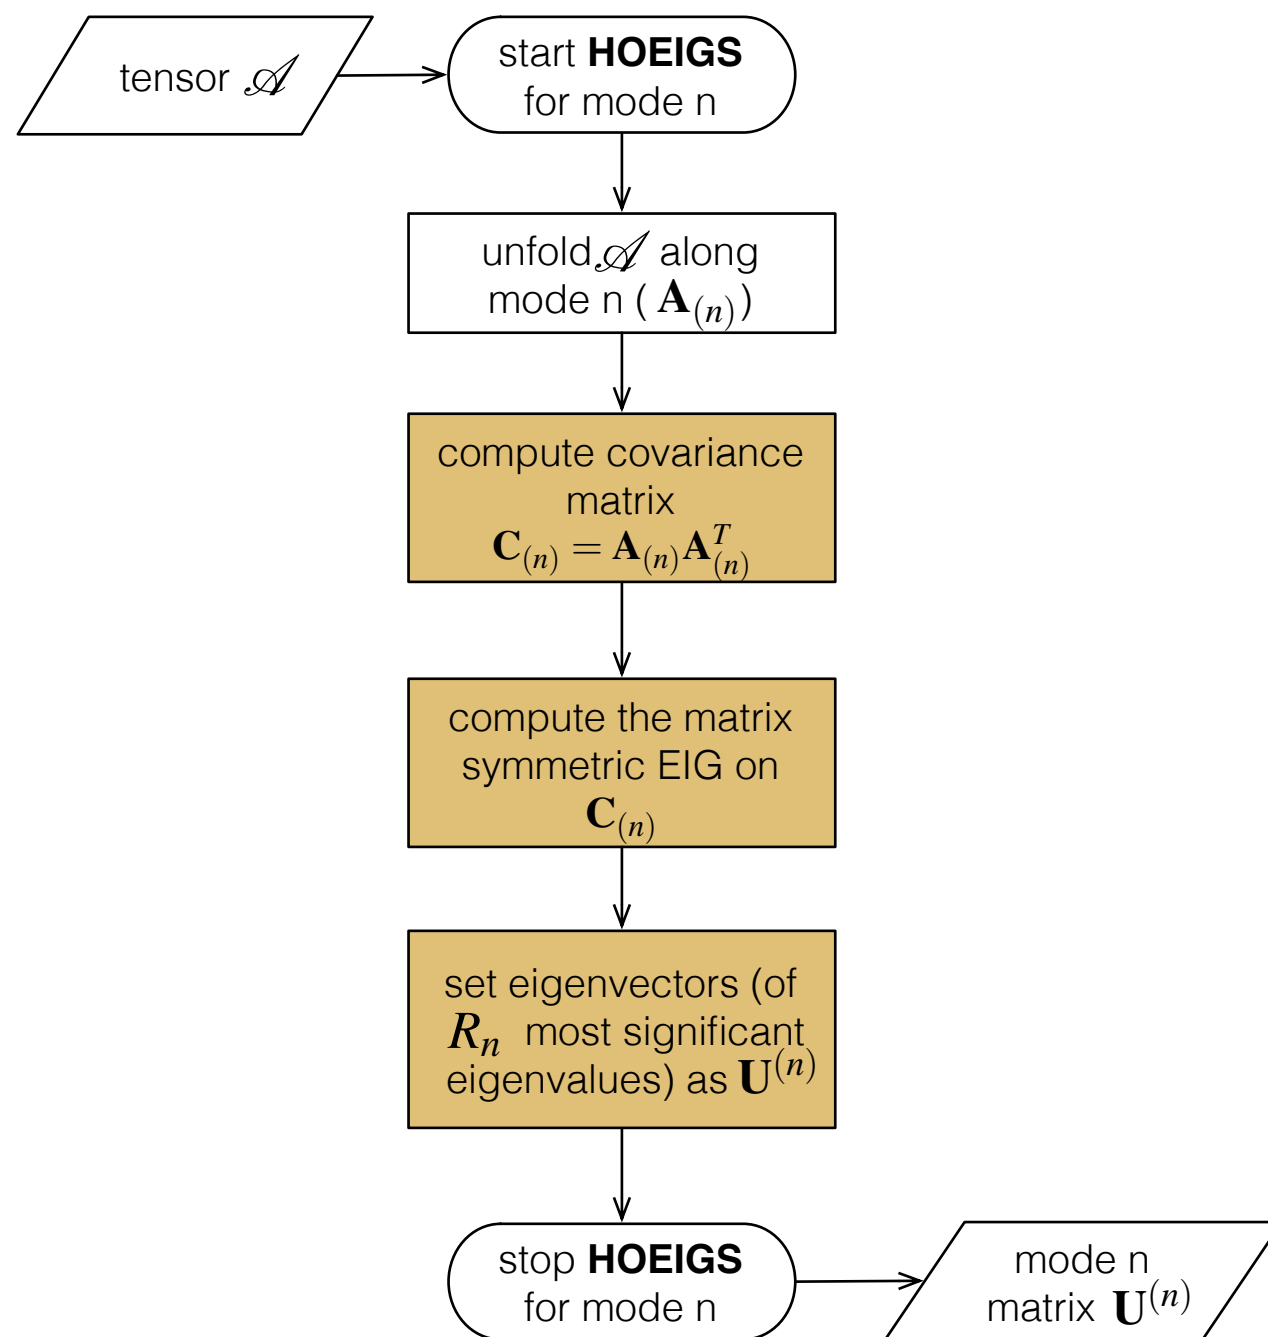 tensor 𝒜
start HOEIGS
for mode n
unfold 𝒜 along
mode n ( A₍ₙ₎)
compute covariance
matrix
C₍ₙ₎ = A₍ₙ₎A₍ₙ₎ᵀ
compute the matrix
symmetric EIG on
C₍ₙ₎
set eigenvectors (of
Rₙ most significant
eigenvalues) as U⁽ⁿ⁾
stop HOEIGS
for mode n
mode n
matrix U⁽ⁿ⁾